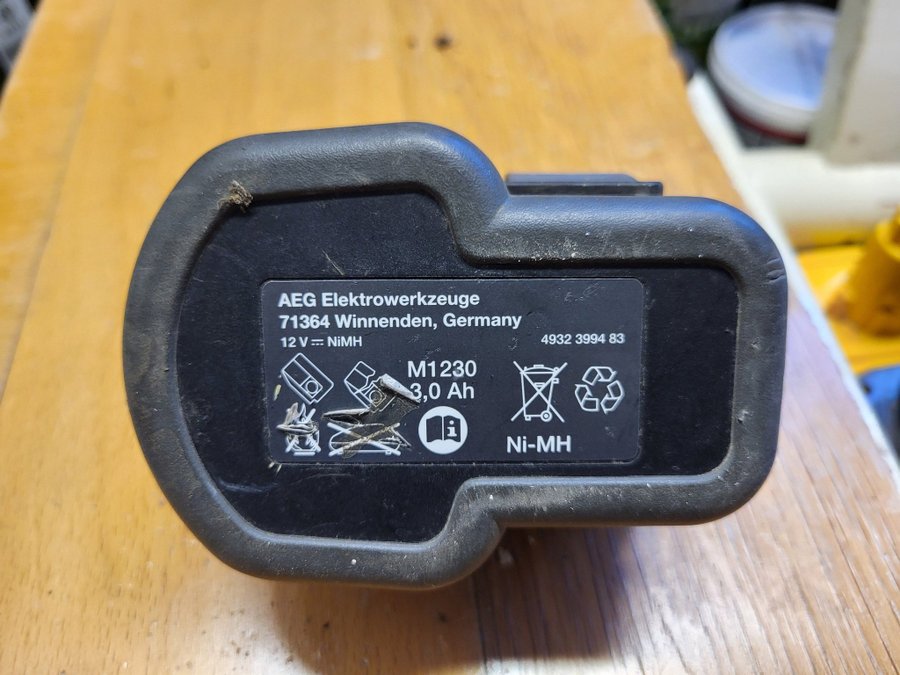 AEG Elektrowerkzeuge
71364 Winnenden, Germany
12 V ⎓ NiMH
4932 3994 83
M1230
3,0 Ah
Ni-MH